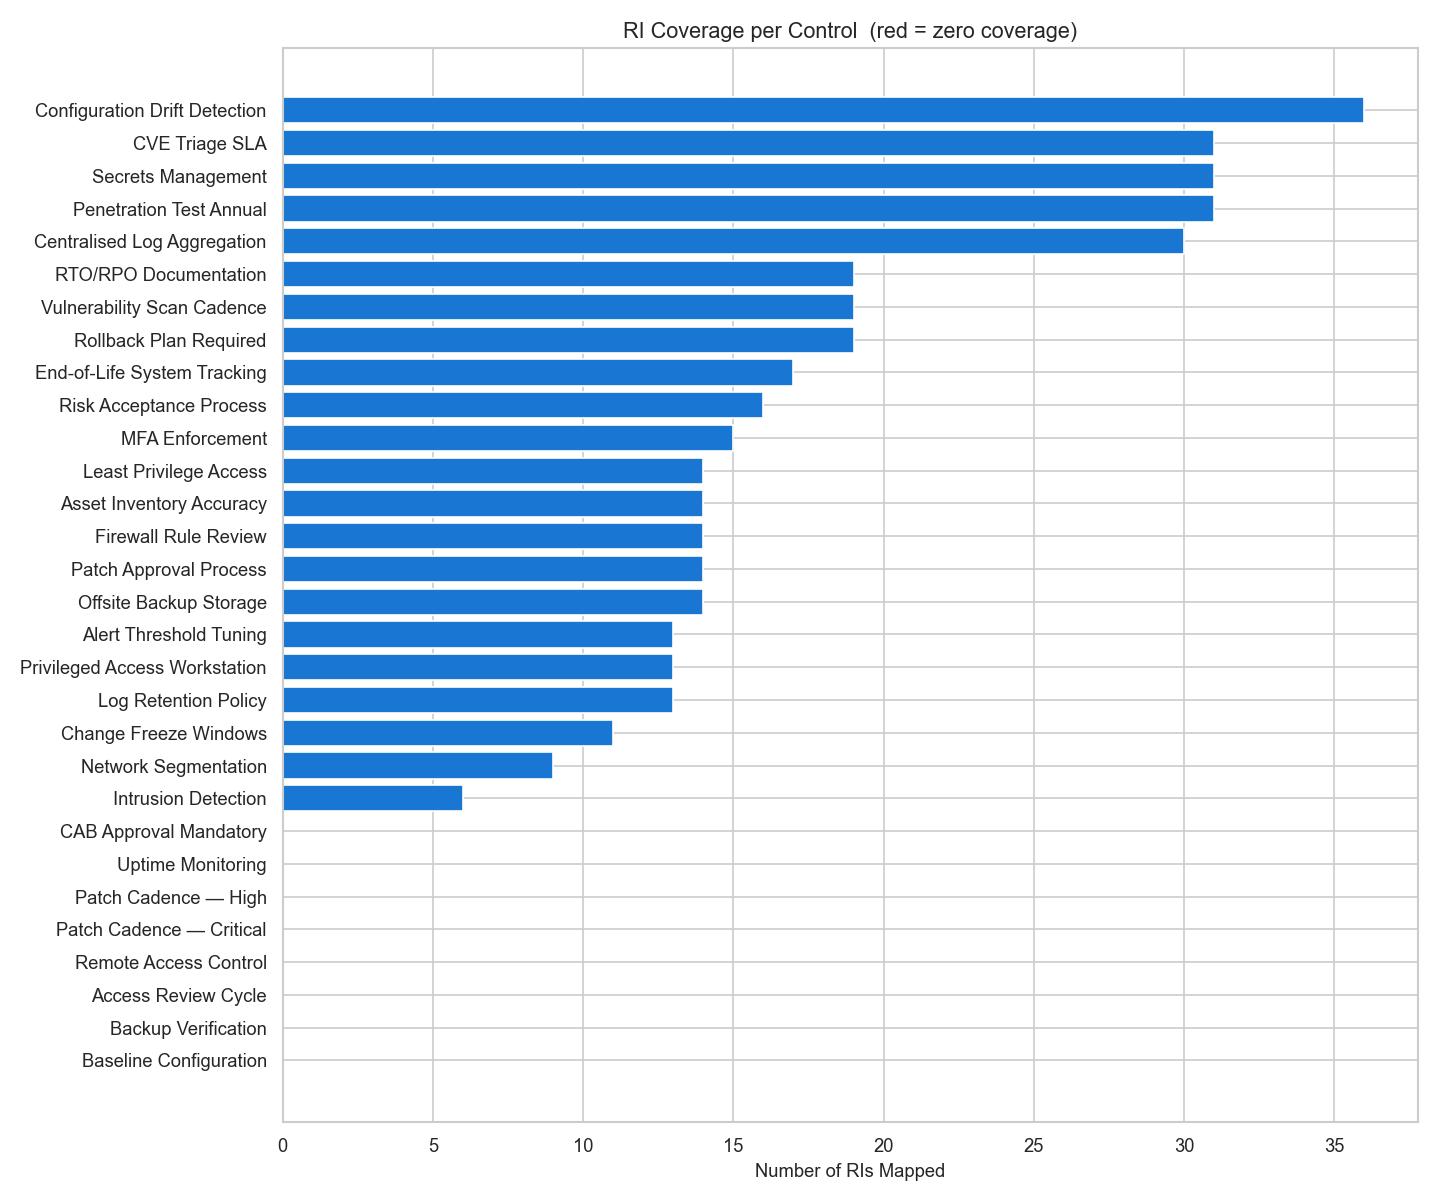 RI Coverage per Control  (red = zero coverage)
Configuration Drift Detection
CVE Triage SLA
Secrets Management
Penetration Test Annual
Centralised Log Aggregation
RTO/RPO Documentation
Vulnerability Scan Cadence
Rollback Plan Required
End-of-Life System Tracking
Risk Acceptance Process
MFA Enforcement
Least Privilege Access
Asset Inventory Accuracy
Firewall Rule Review
Patch Approval Process
Offsite Backup Storage
Alert Threshold Tuning
Privileged Access Workstation
Log Retention Policy
Change Freeze Windows
Network Segmentation
Intrusion Detection
CAB Approval Mandatory
Uptime Monitoring
Patch Cadence — High
Patch Cadence — Critical
Remote Access Control
Access Review Cycle
Backup Verification
Baseline Configuration
0 5 10 15 20 25 30 35
Number of RIs Mapped